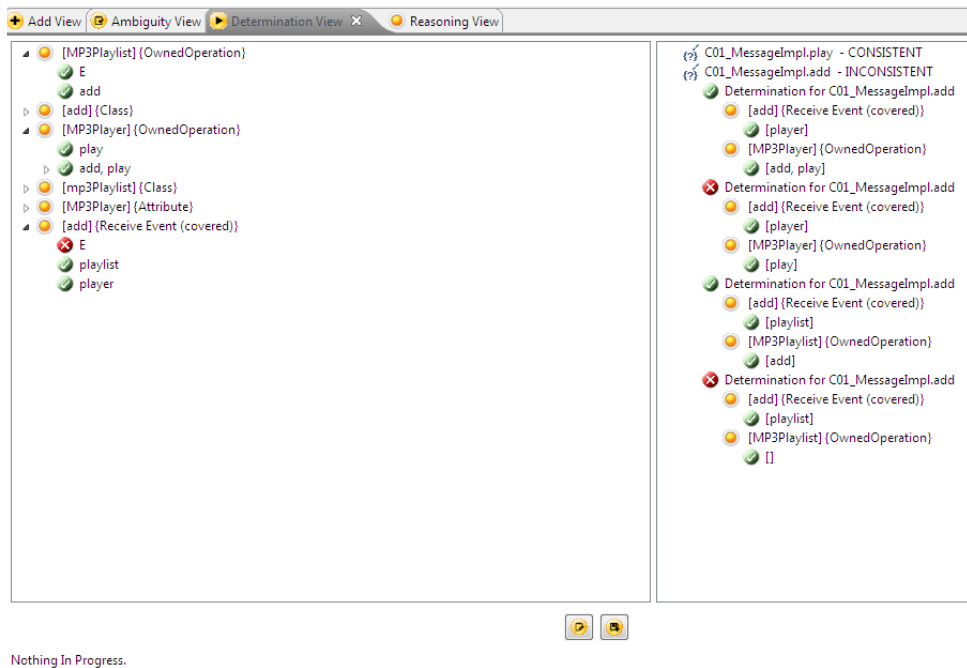 Add View Ambiguity View Determination View Reasoning View
[MP3Playlist] {OwnedOperation}
E
add
[add] {Class}
[MP3Player] {OwnedOperation}
play
add, play
[mp3Playlist] {Class}
[MP3Player] {Attribute}
[add] {Receive Event (covered)}
E
playlist
player
{?} C01_MessageImpl.play - CONSISTENT
{?} C01_MessageImpl.add - INCONSISTENT
Determination for C01_MessageImpl.add
[add] {Receive Event (covered)}
[player]
[MP3Player] {OwnedOperation}
[add, play]
Determination for C01_MessageImpl.add
[add] {Receive Event (covered)}
[player]
[MP3Player] {OwnedOperation}
[play]
Determination for C01_MessageImpl.add
[add] {Receive Event (covered)}
[playlist]
[MP3Playlist] {OwnedOperation}
[add]
Determination for C01_MessageImpl.add
[add] {Receive Event (covered)}
[playlist]
[MP3Playlist] {OwnedOperation}
[]
Nothing In Progress.